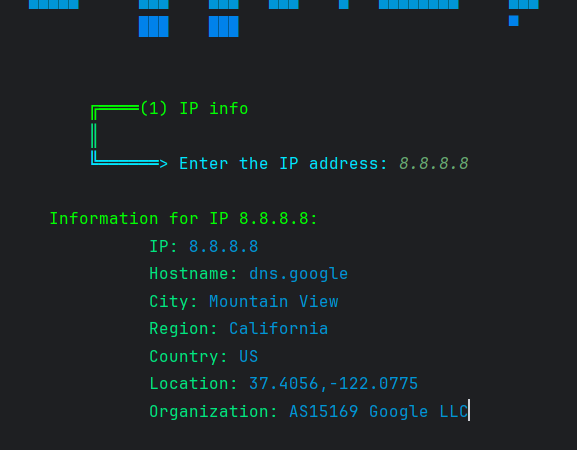 (1) IP info
> Enter the IP address: 8.8.8.8
Information for IP 8.8.8.8:
IP: 8.8.8.8
Hostname: dns.google
City: Mountain View
Region: California
Country: US
Location: 37.4056,-122.0775
Organization: AS15169 Google LLC